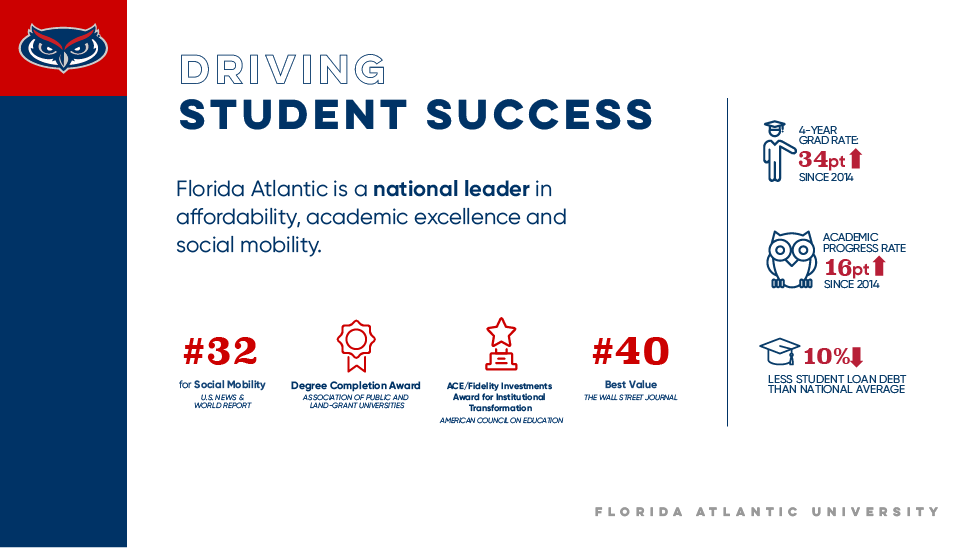 DRIVING
STUDENT SUCCESS
Florida Atlantic is a national leader in
affordability, academic excellence and
social mobility.
#32
for Social Mobility
U.S. NEWS &
WORLD REPORT
Degree Completion Award
ASSOCIATION OF PUBLIC AND
LAND-GRANT UNIVERSITIES
ACE/Fidelity Investments
Award for Institutional
Transformation
AMERICAN COUNCIL ON EDUCATION
#40
Best Value
THE WALL STREET JOURNAL
4-YEAR
GRAD RATE:
34pt
SINCE 2014
ACADEMIC
PROGRESS RATE
16pt
SINCE 2014
10%
LESS STUDENT LOAN DEBT
THAN NATIONAL AVERAGE
FLORIDA ATLANTIC UNIVERSITY